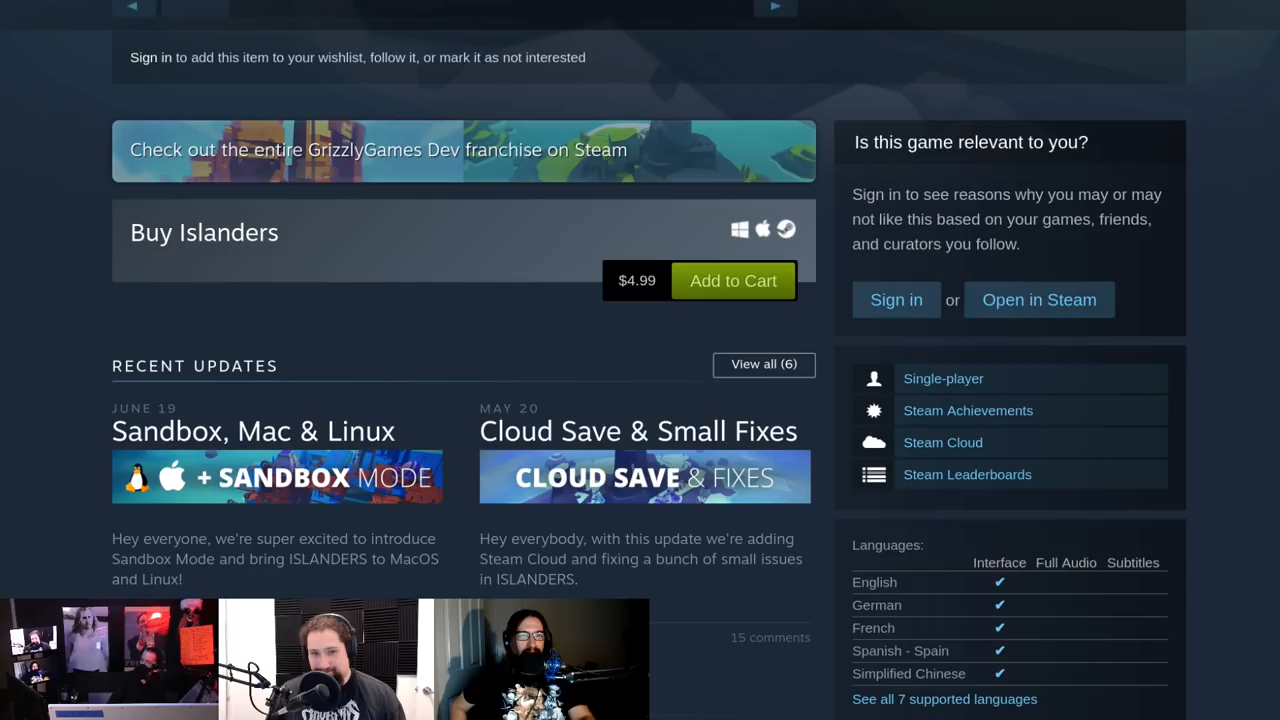 Sign in to add this item to your wishlist, follow it, or mark it as not interested
Check out the entire GrizzlyGames Dev franchise on Steam
Buy Islanders
$4.99
Add to Cart
RECENT UPDATES
View all (6)
JUNE 19
Sandbox, Mac & Linux
+ SANDBOX MODE
Hey everyone, we're super excited to introduce
Sandbox Mode and bring ISLANDERS to MacOS
and Linux!
MAY 20
Cloud Save & Small Fixes
CLOUD SAVE & FIXES
Hey everybody, with this update we're adding
Steam Cloud and fixing a bunch of small issues
in ISLANDERS.
15 comments
Is this game relevant to you?
Sign in to see reasons why you may or may
not like this based on your games, friends,
and curators you follow.
Sign in or Open in Steam
Single-player
Steam Achievements
Steam Cloud
Steam Leaderboards
Languages:
Interface Full Audio Subtitles
English ✔
German ✔
French ✔
Spanish - Spain ✔
Simplified Chinese ✔
See all 7 supported languages